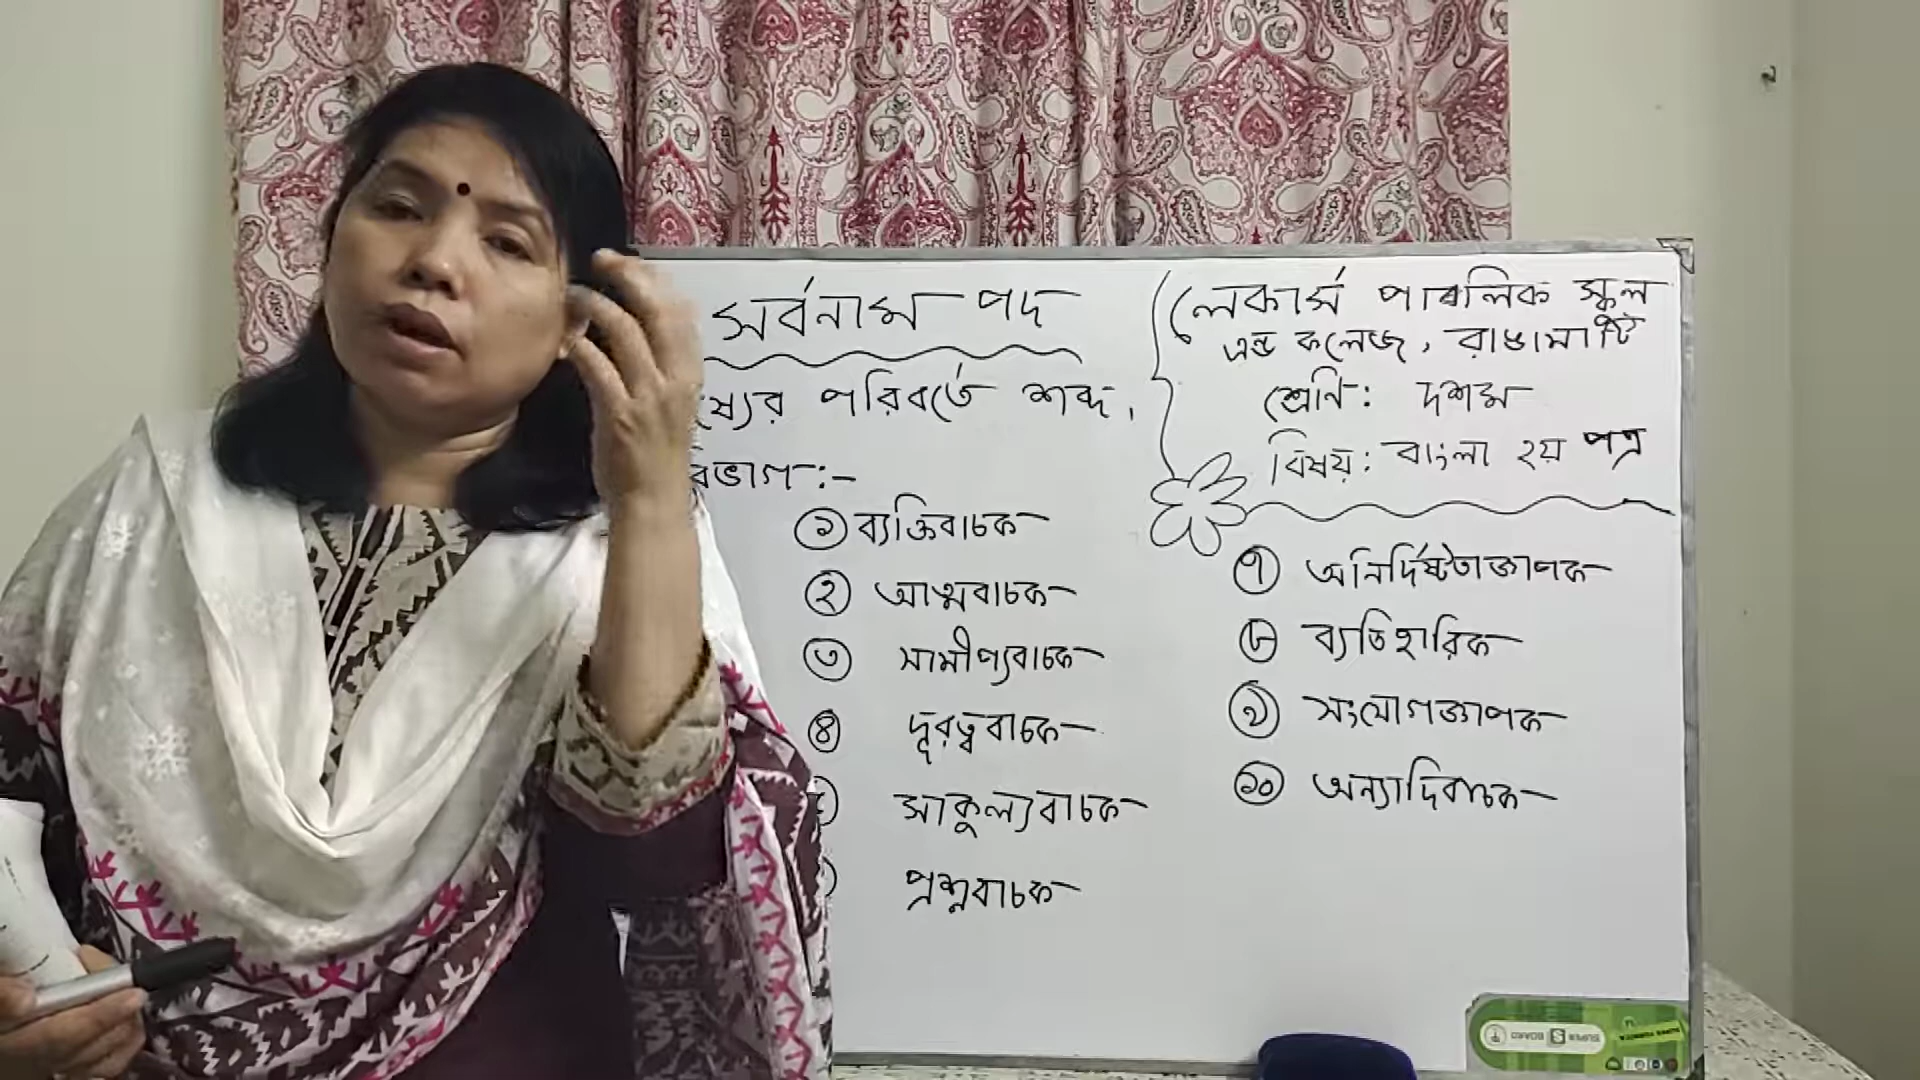 সর্বনাম পদ
পরিবর্তে শব্দ।
১ ব্যক্তিবাচক
২ আত্মবাচক
৩ সামীপ্যবাচক
৪ দূরত্ববাচক
সাকুল্যবাচক
প্রশ্নবাচক
লেকার্স পাবলিক স্কুল
এন্ড কলেজ, রাঙামাটি
শ্রেণি: দশম
বিষয়: বাংলা ২য় পত্র
৭ অনির্দিষ্টতাজ্ঞাপক
৮ ব্যতিহারিক
৯ সংযোগজ্ঞাপক
১০ অন্যাদিবাচক